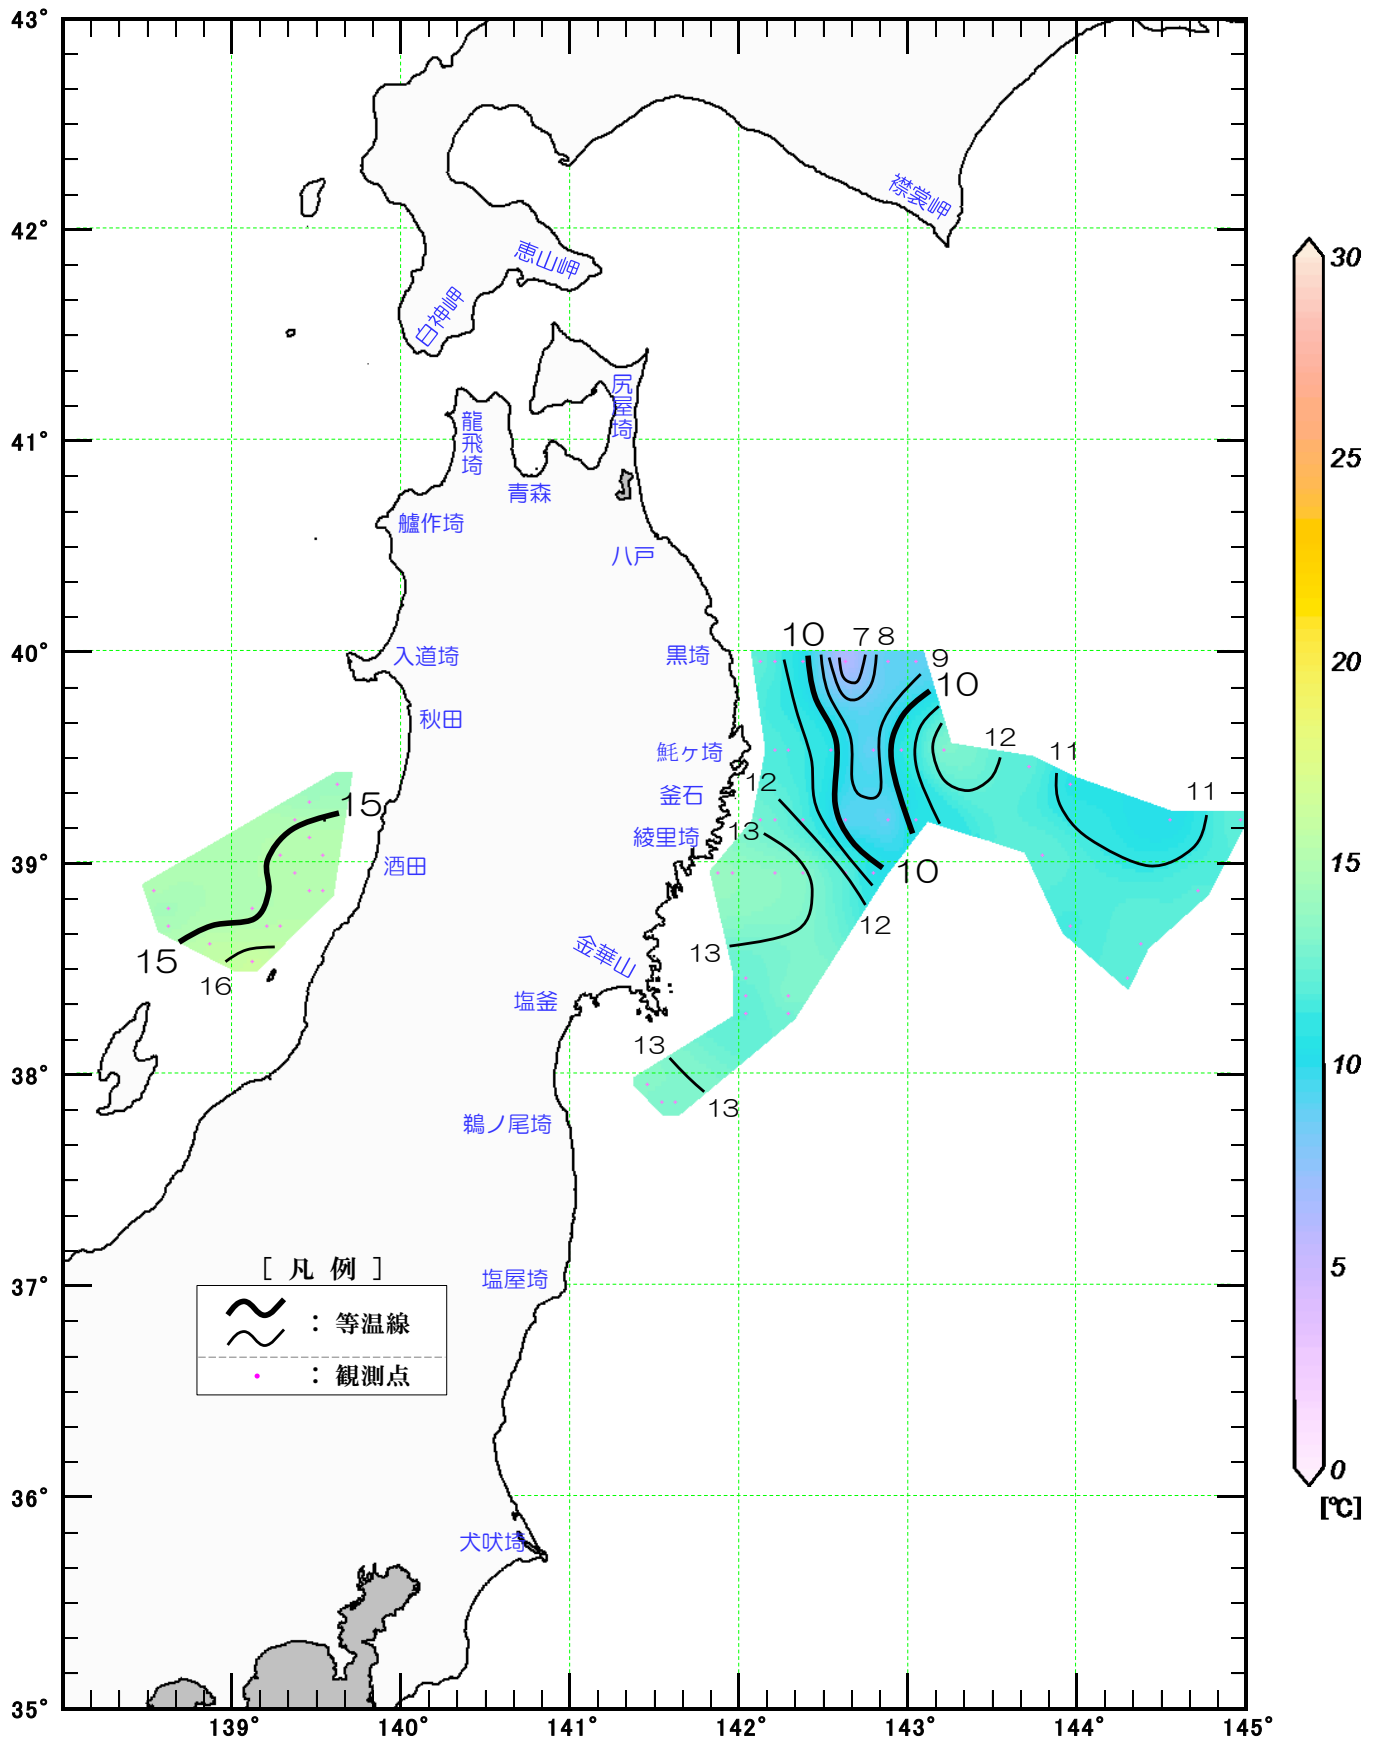 43°
襟裳岬
42°
恵山岬
30
白神岬
尻屋埼
龍飛埼
41°
25
青森
艫作埼
八戸
10 7 8
40°
入道埼
黒埼
9
20
10
秋田
12
魹ヶ埼
11
12
釜石
11
15
13
綾里埼
39°
酒田
15
10
12
金華山
13
15
16
塩釜
13
38°
10
13
鵜ノ尾埼
[ 凡 例 ]
塩屋埼
37°
5
: 等温線
: 観測点
36°
0
[℃]
犬吠埼
35°
139° 140° 141° 142° 143° 144° 145°